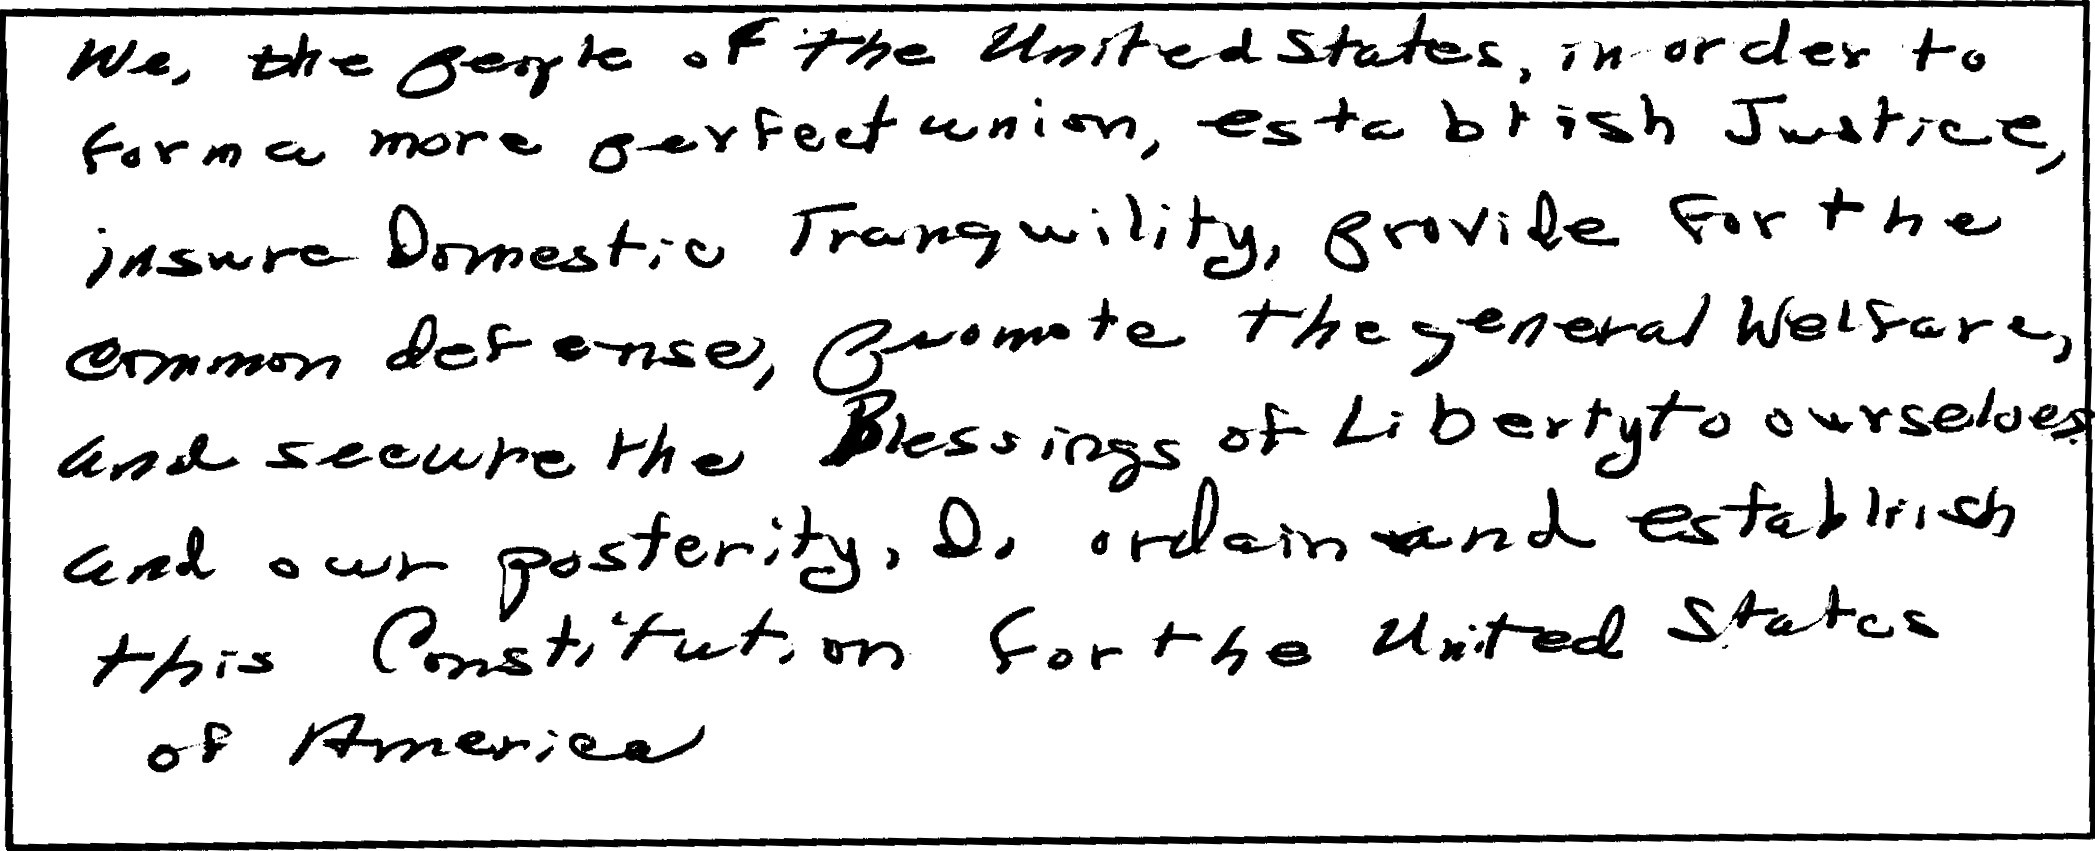 We, the people of the United States, in order to
form a more perfect union, establish Justice,
insure Domestic Tranquility, provide for the
common defense, promote the general Welfare,
and secure the Blessings of Liberty to ourselves
and our posterity, Do ordain and establish
this Constitution for the United States
of America